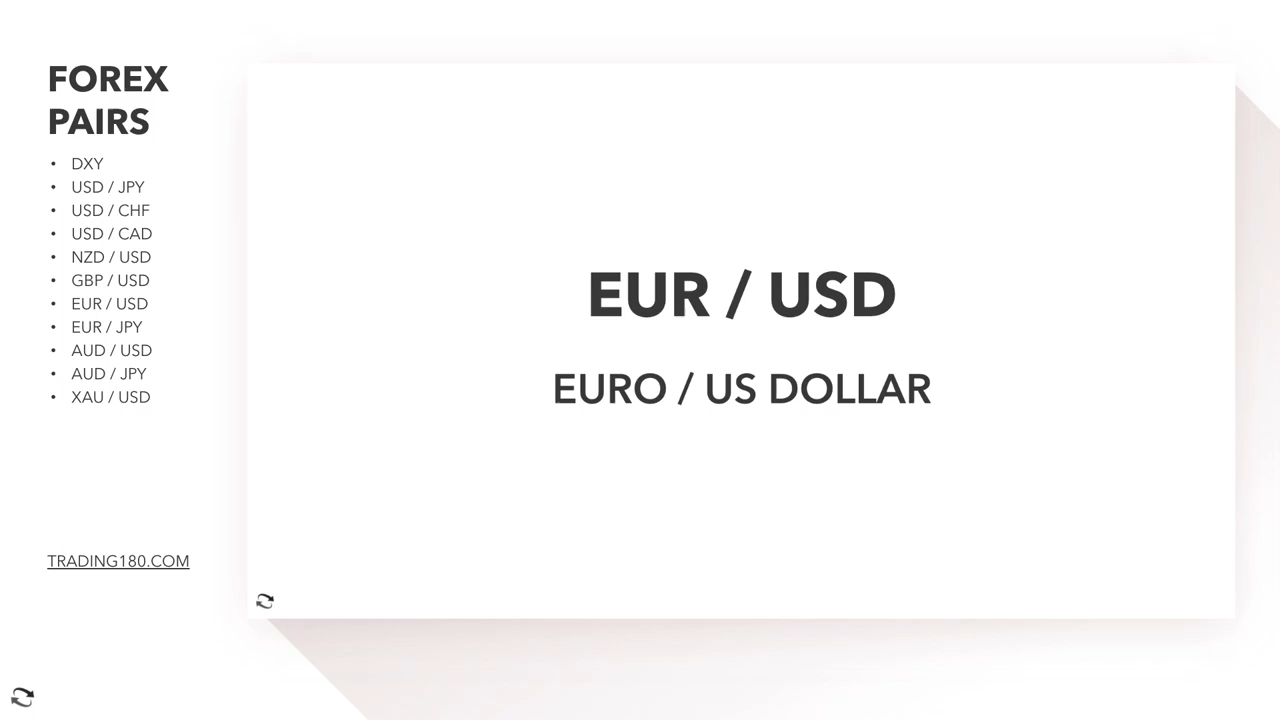 FOREX
PAIRS
• DXY
• USD / JPY
• USD / CHF
• USD / CAD
• NZD / USD
• GBP / USD
• EUR / USD
• EUR / JPY
• AUD / USD
• AUD / JPY
• XAU / USD
TRADING180.COM
EUR / USD
EURO / US DOLLAR